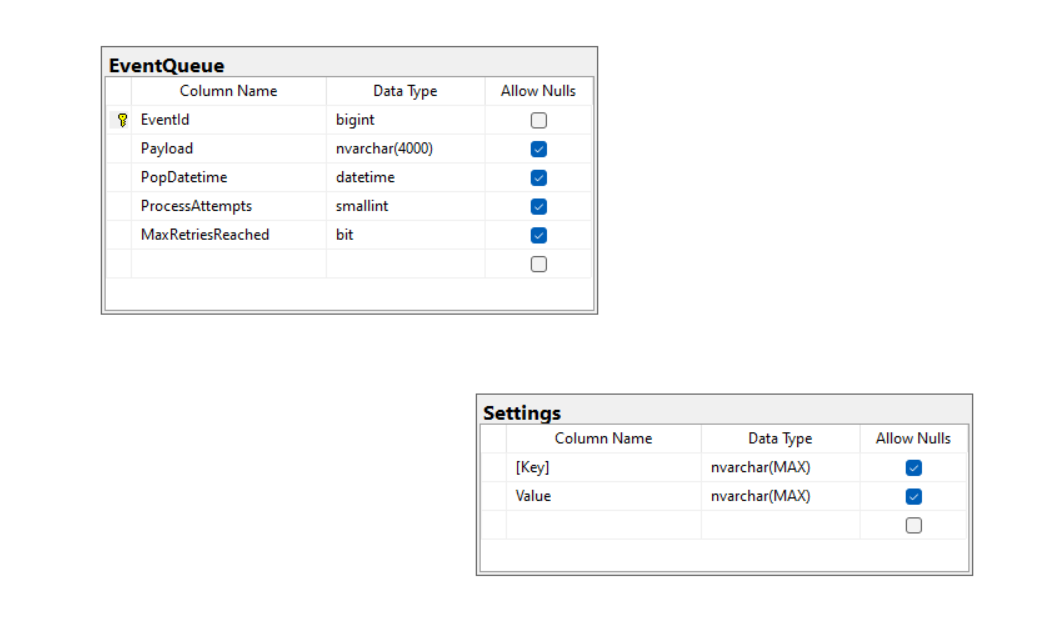 EventQueue
Column Name Data Type Allow Nulls
EventId bigint
Payload nvarchar(4000)
PopDatetime datetime
ProcessAttempts smallint
MaxRetriesReached bit
Settings
Column Name Data Type Allow Nulls
[Key] nvarchar(MAX)
Value nvarchar(MAX)